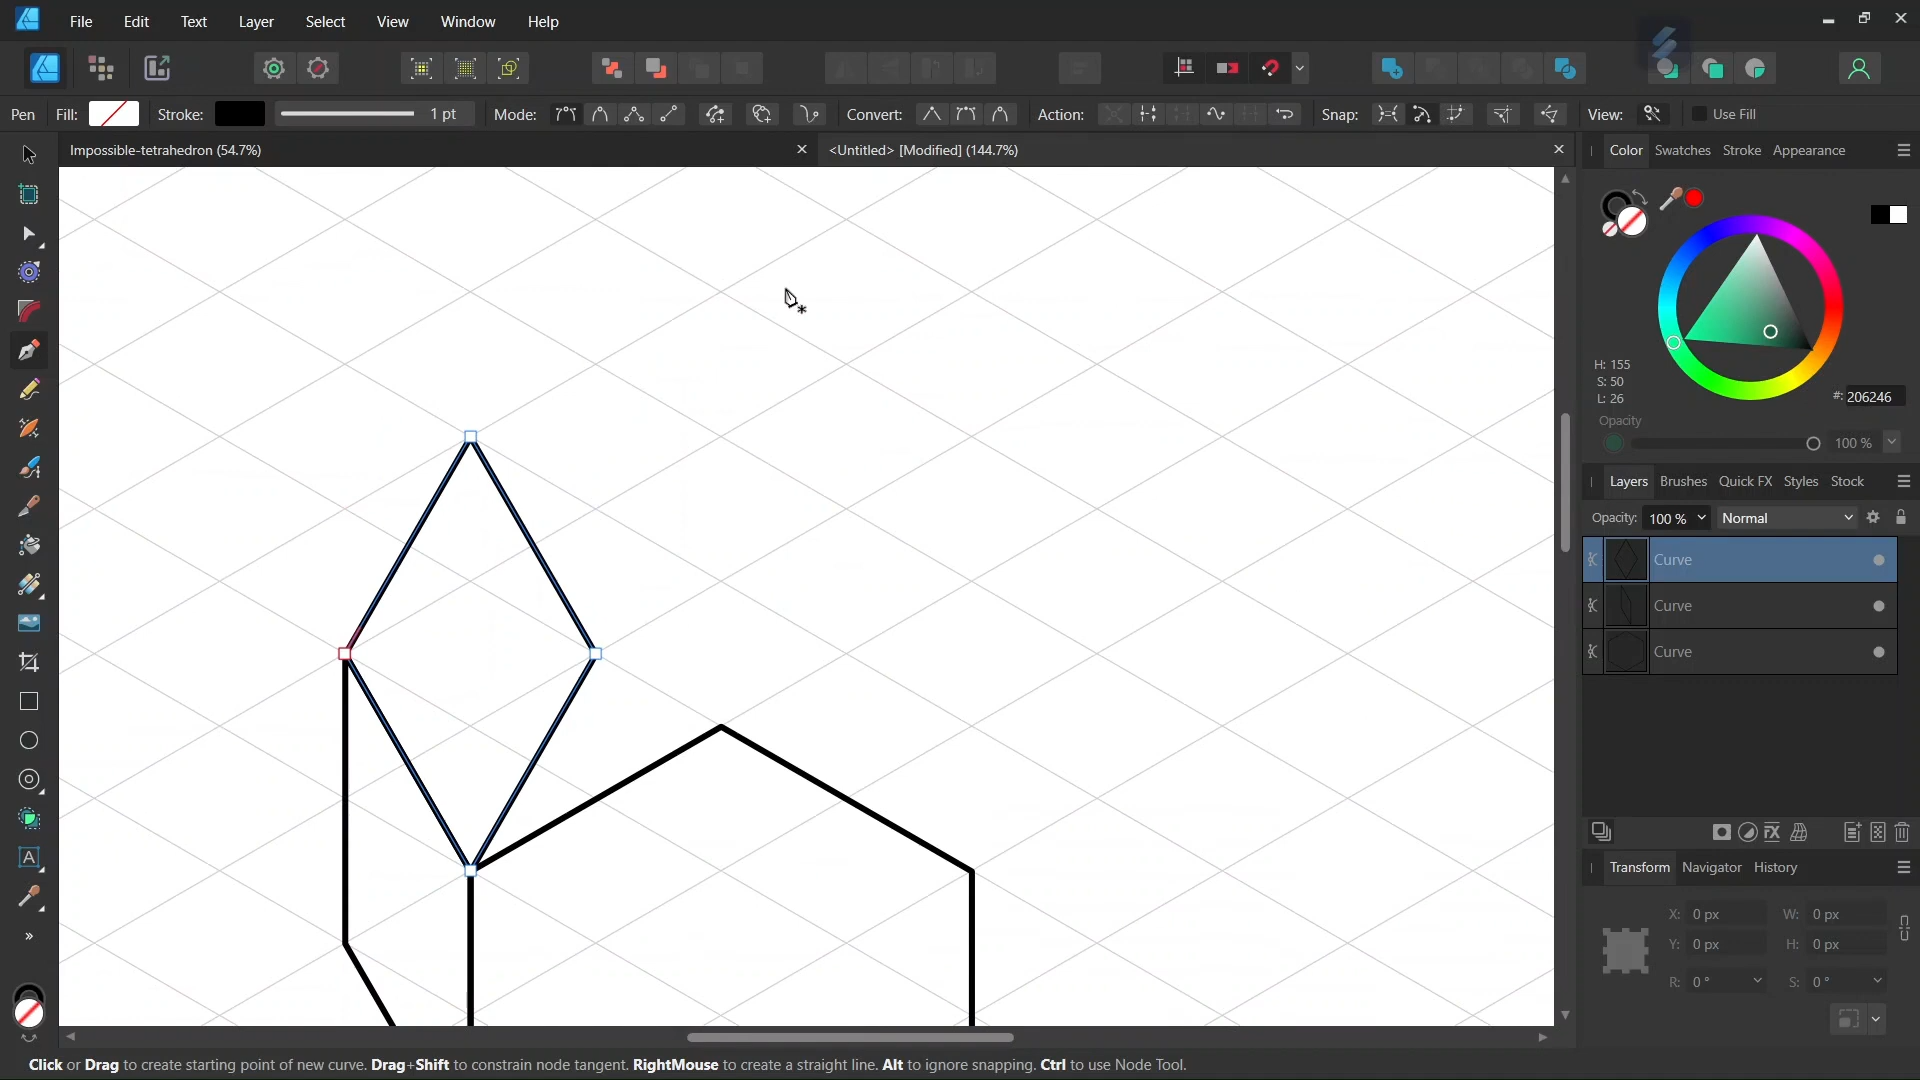 File Edit Text Layer Select View Window Help
Pen Fill: Stroke: 1 pt Mode: Convert: Action: Snap: View: Use Fill
Impossible-tetrahedron (54.7%) <Untitled> [Modified] (144.7%)
Color Swatches Stroke Appearance
H: 155
S: 50
L: 26
#: 206246
Opacity
100 %
Layers Brushes Quick FX Styles Stock
Opacity: 100 % Normal
Curve
Curve
Curve
Transform Navigator History
X: 0 px W: 0 px
Y: 0 px H: 0 px
R: 0 ° S: 0 °
Click or Drag to create starting point of new curve. Drag+Shift to constrain node tangent. RightMouse to create a straight line. Alt to ignore snapping. Ctrl to use Node Tool.